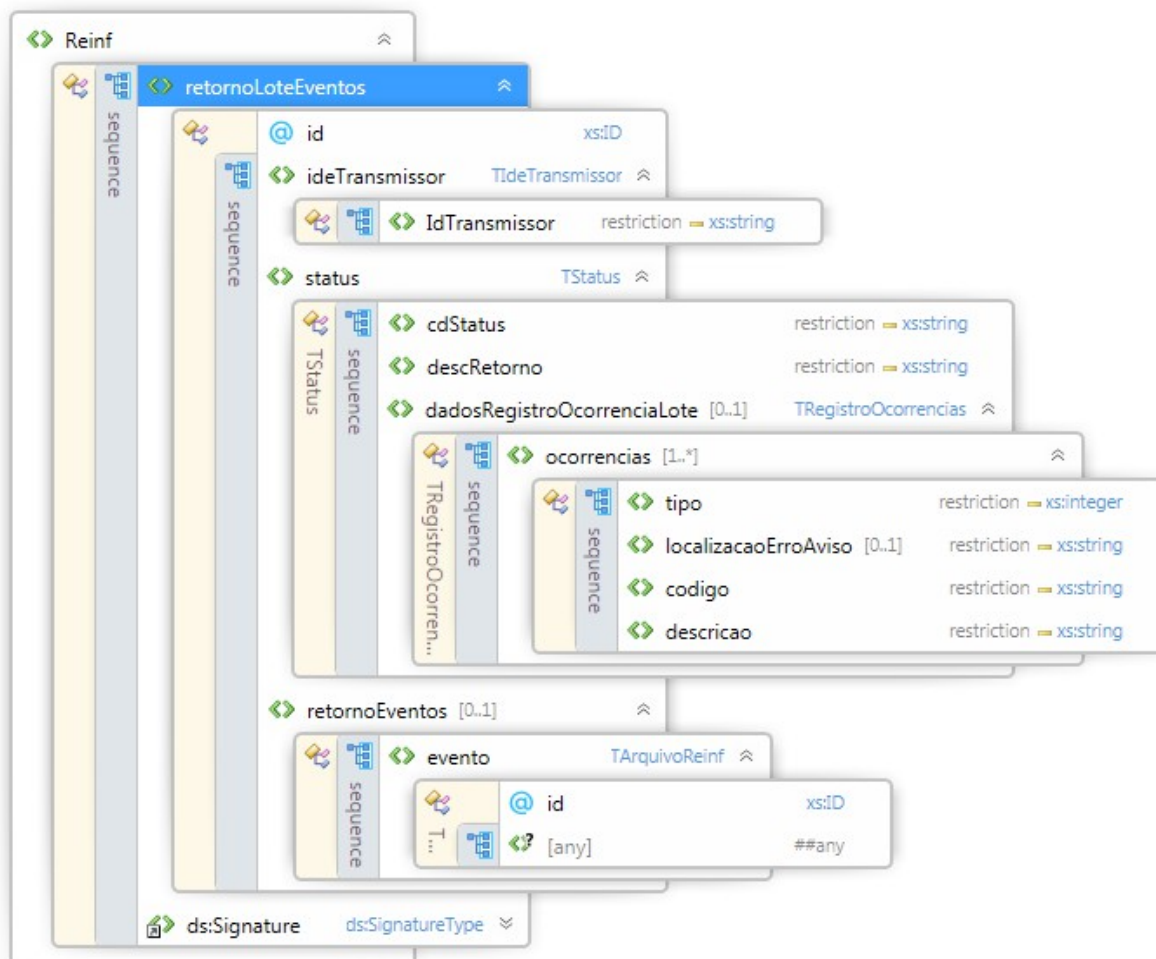 Reinf
sequence
retornoLoteEventos
sequence
@ id xs:ID
ideTransmissor TIdeTransmissor
IdTransmissor restriction xs:string
status TStatus
TStatus
sequence
cdStatus restriction xs:string
descRetorno restriction xs:string
dadosRegistroOcorrenciaLote [0..1] TRegistroOcorrencias
TRegistroOcorren...
sequence
ocorrencias [1..*]
sequence
tipo restriction xs:integer
localizacaoErroAviso [0..1] restriction xs:string
codigo restriction xs:string
descricao restriction xs:string
retornoEventos [0..1]
sequence
evento TArquivoReinf
T...
@ id xs:ID
? [any] ##any
ds:Signature ds:SignatureType